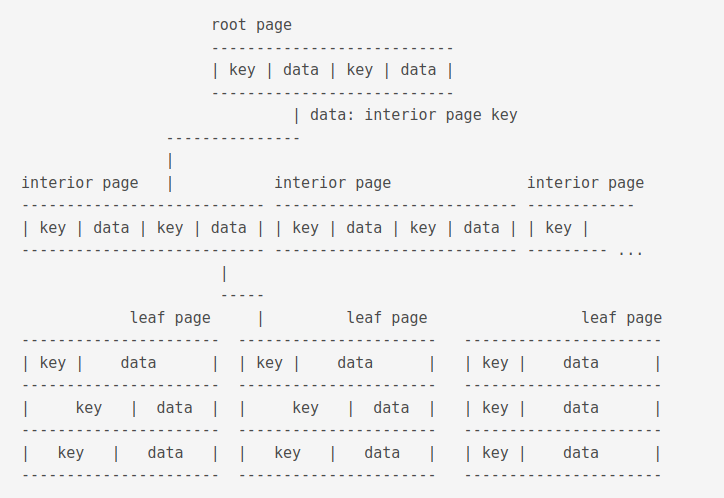 root page
                     ---------------------------
                     | key | data | key | data |
                     ---------------------------
                              | data: interior page key
                ---------------
                |
interior page   |           interior page               interior page
--------------------------- --------------------------- ------------
| key | data | key | data | | key | data | key | data | | key |
--------------------------- --------------------------- --------- ...
                      |
                      -----
            leaf page     |         leaf page                 leaf page
----------------------  ----------------------   ----------------------
| key |    data      |  | key |    data      |   | key |    data      |
----------------------  ----------------------   ----------------------
|     key   |  data  |  |     key   |  data  |   | key |    data      |
----------------------  ----------------------   ----------------------
|   key   |   data   |  |   key   |   data   |   | key |    data      |
----------------------  ----------------------   ----------------------